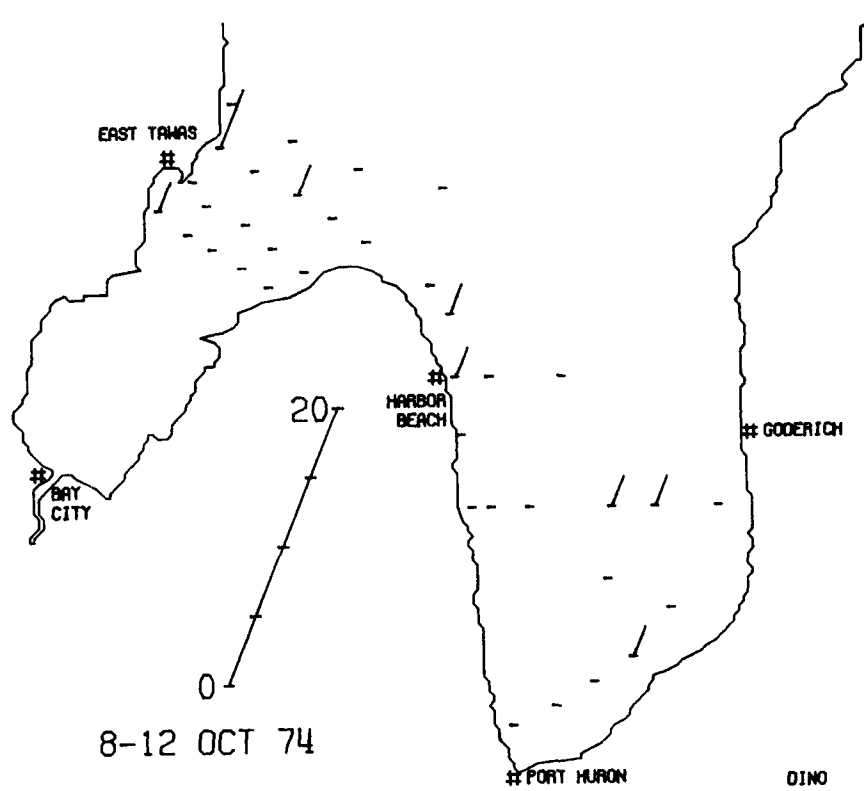 EAST TAWAS
#
20
#
HARBOR
BEACH
# GODERICH
#
BAY
CITY
0
8-12 OCT 74
# PORT HURON
DINO